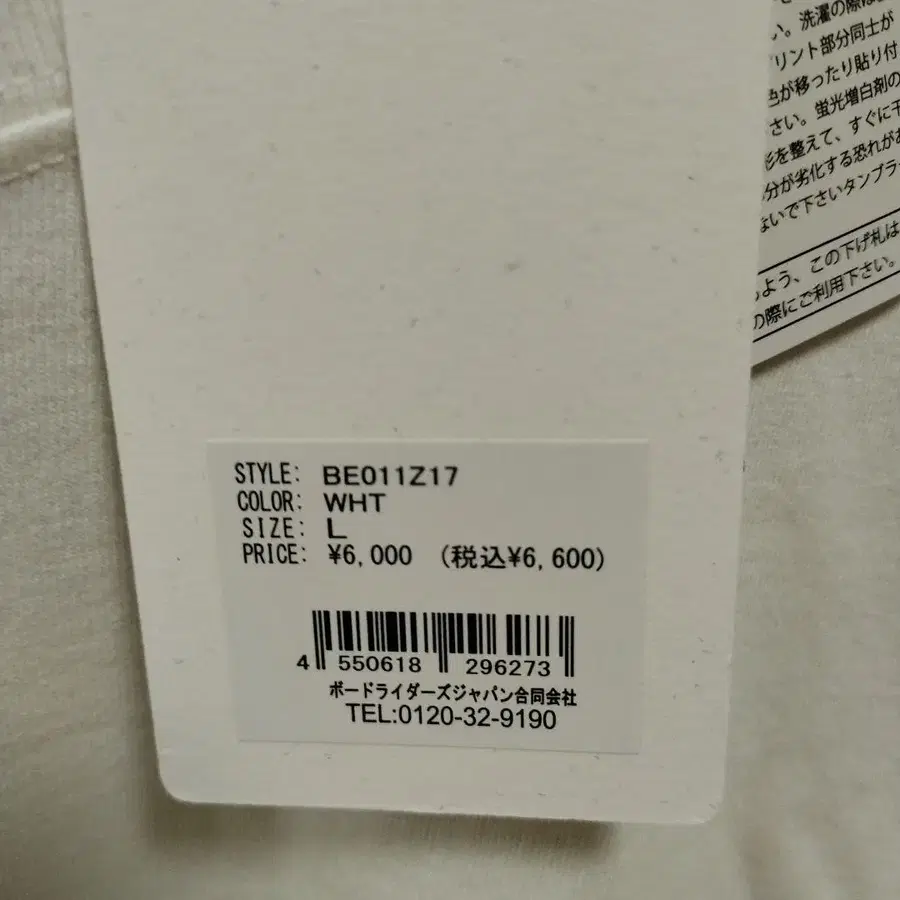 い。洗濯の際は
リント部分同士が
色が移ったり貼り付
さい。蛍光増白剤の
形を整えて、すぐに干
分が劣化する恐れがあ
ないで下さいタンブラ
しよう、この下げ札は
の際にご利用下さい。
STYLE: BE011Z17
COLOR: WHT
SIZE: L
PRICE: ¥6,000 (税込¥6,600)
4 550618 296273
ボードライダーズジャパン合同会社
TEL:0120-32-9190